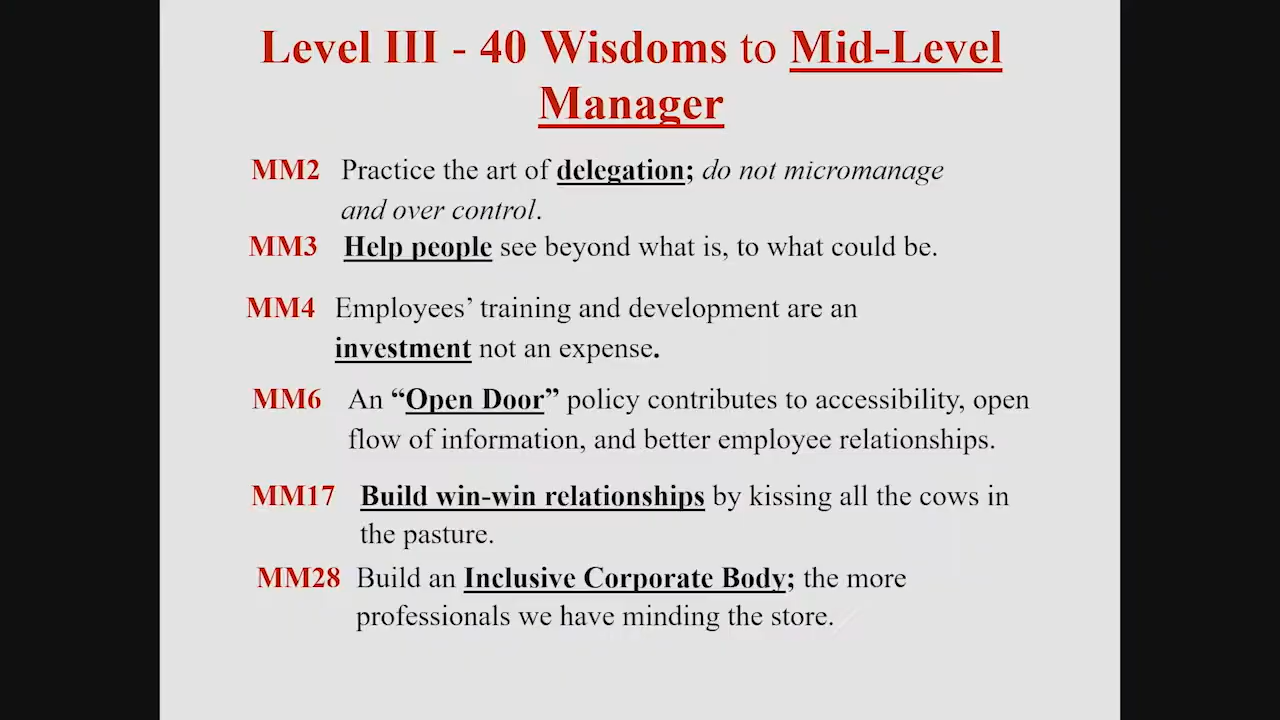 Level III - 40 Wisdoms to Mid-Level
Manager
MM2 Practice the art of delegation; do not micromanage
and over control.
MM3 Help people see beyond what is, to what could be.
MM4 Employees’ training and development are an
investment not an expense.
MM6 An “Open Door” policy contributes to accessibility, open
flow of information, and better employee relationships.
MM17 Build win-win relationships by kissing all the cows in
the pasture.
MM28 Build an Inclusive Corporate Body; the more
professionals we have minding the store.